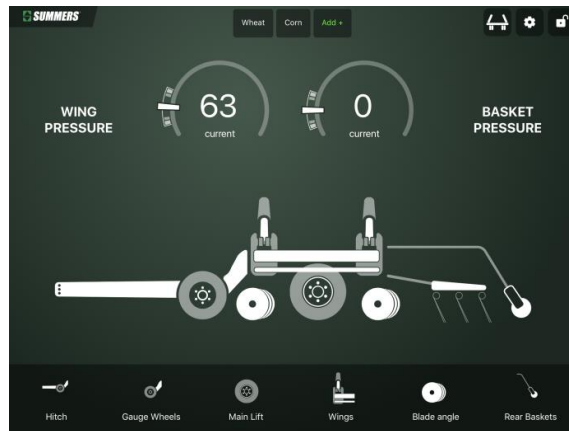 SUMMERS
Wheat
Corn
Add +
WING
PRESSURE
63
current
0
current
BASKET
PRESSURE
Hitch
Gauge Wheels
Main Lift
Wings
Blade angle
Rear Baskets